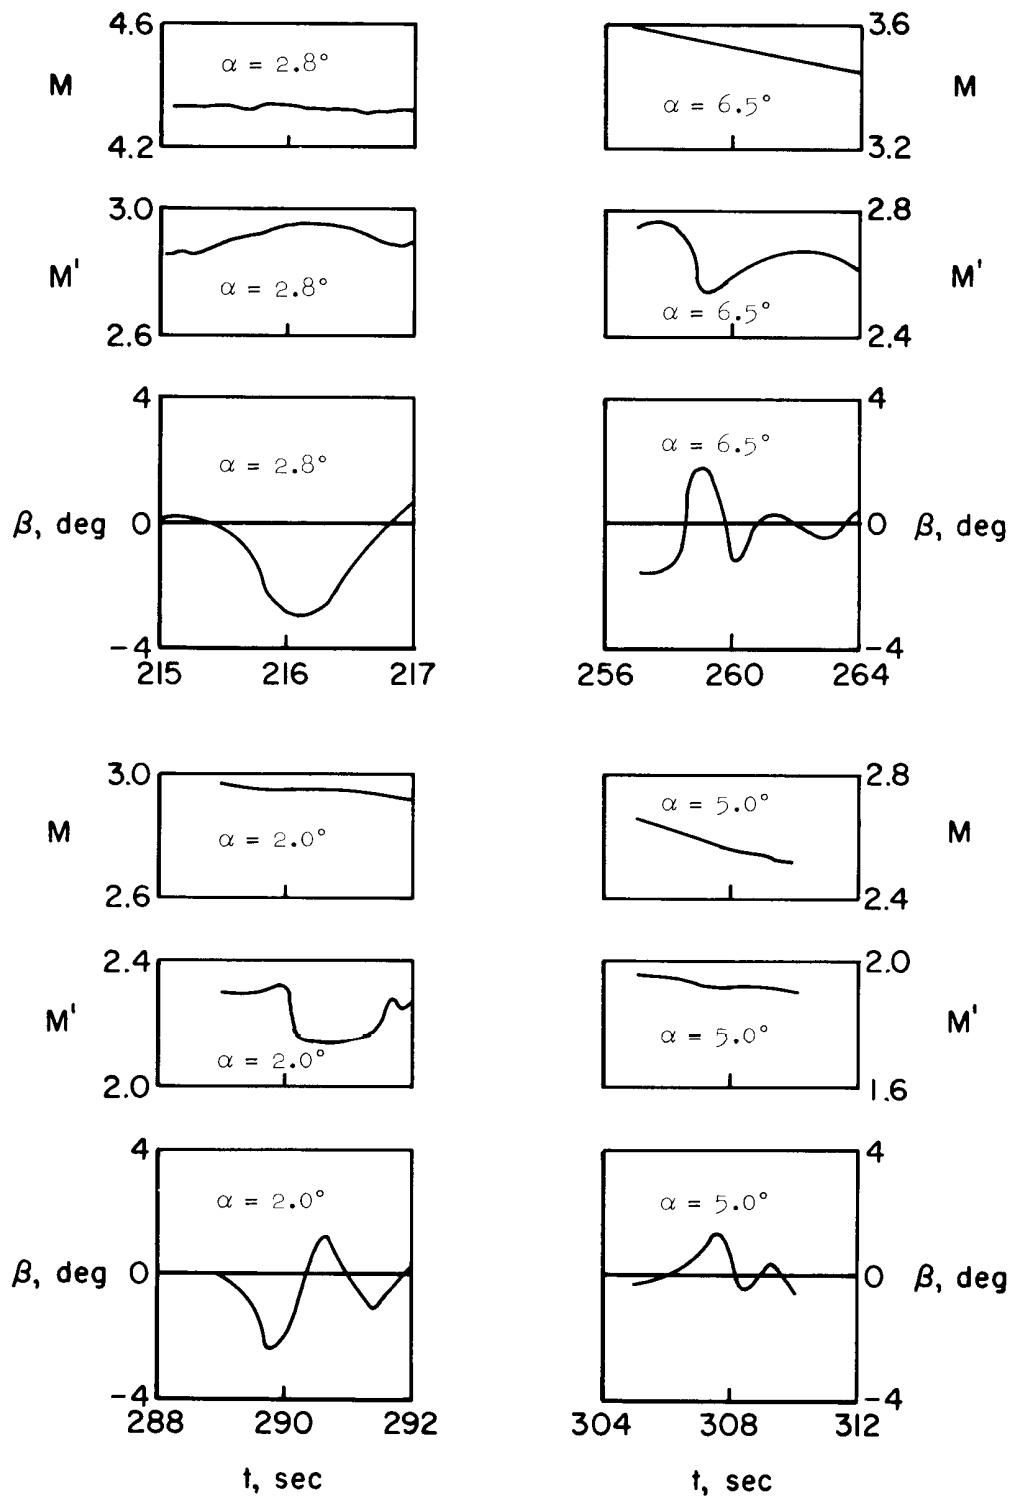 4.6
M
α = 2.8°
4.2
3.0
M'
α = 2.8°
2.6
4
α = 2.8°
β, deg
0
-4
215 216 217
3.6
M
α = 6.5°
3.2
2.8
M'
α = 6.5°
2.4
4
α = 6.5°
0
β, deg
-4
256 260 264
3.0
M
α = 2.0°
2.6
2.4
M'
α = 2.0°
2.0
4
α = 2.0°
β, deg
0
-4
288 290 292
t, sec
2.8
α = 5.0°
M
2.4
2.0
M'
α = 5.0°
1.6
4
α = 5.0°
0
β, deg
-4
304 308 312
t, sec